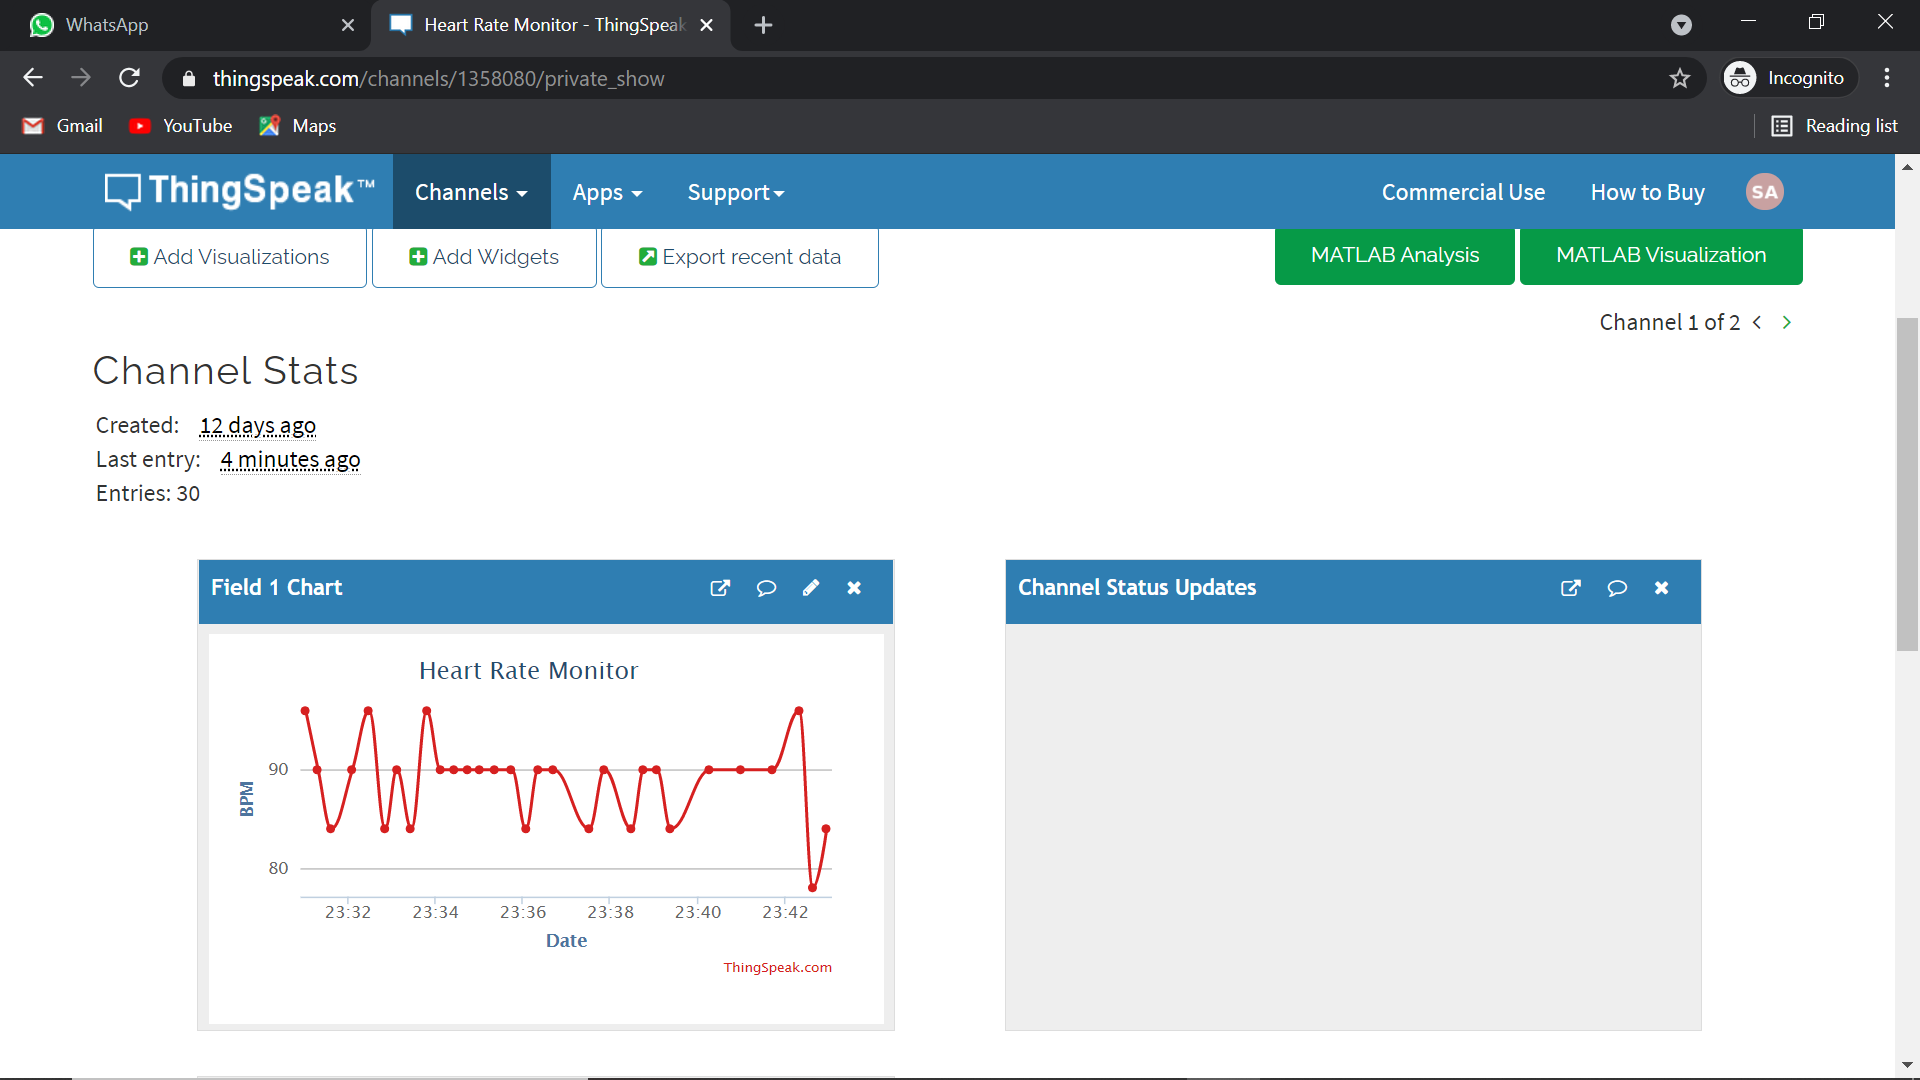 WhatsApp
Heart Rate Monitor - ThingSpeak
thingspeak.com/channels/1358080/private_show
Incognito
Gmail
YouTube
Maps
Reading list
ThingSpeak™
Channels
Apps
Support
Commercial Use
How to Buy
SA
Add Visualizations
Add Widgets
Export recent data
MATLAB Analysis
MATLAB Visualization
Channel 1 of 2
Channel Stats
Created: 12 days ago
Last entry: 4 minutes ago
Entries: 30
Field 1 Chart
Heart Rate Monitor
BPM
90
80
23:32 23:34 23:36 23:38 23:40 23:42
Date
ThingSpeak.com
Channel Status Updates